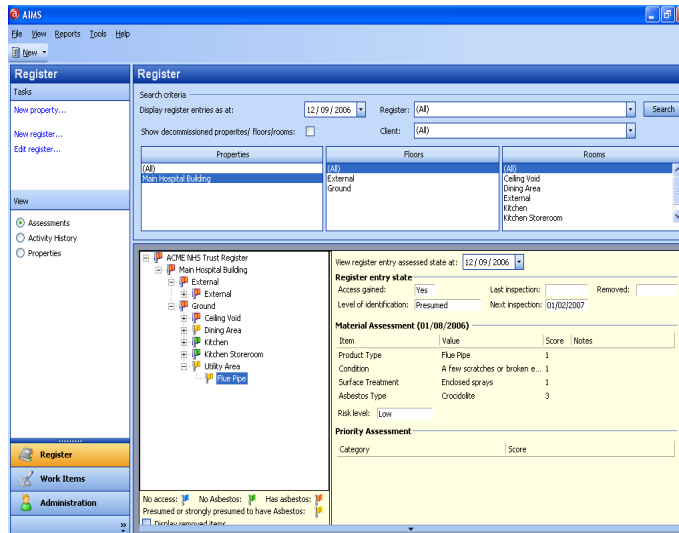 AIMS
File View Reports Tools Help
New
Register
Tasks
New property...
New register...
Edit register...
View
Assessments
Activity History
Properties
Register
Work Items
Administration
Register
Search criteria
Display register entries as at: 12/09/2006 Register: (All) Search
Show decommissioned properites/ floors/rooms: Client: (All)
Properties Floors Rooms
(All) (All) (All)
Main Hospital Building External Ceiling Void
Ground Dining Area
External
Kitchen
Kitchen Storeroom
ACME NHS Trust Register
Main Hospital Building
External
External
Ground
Ceiling Void
Dining Area
Kitchen
Kitchen Storeroom
Utility Area
Flue Pipe
No access: No Asbestos: Has asbestos:
Presumed or strongly presumed to have Asbestos:
Display removed items
View register entry assessed state at: 12/09/2006
Register entry state
Access gained: Yes Last inspection: Removed:
Level of identification: Presumed Next inspection: 01/02/2007
Material Assessment (01/08/2006)
Item Value Score Notes
Product Type Flue Pipe 1
Condition A few scratches or broken e... 1
Surface Treatment Enclosed sprays 1
Asbestos Type Crocidolite 3
Risk level: Low
Priority Assessment
Category Score